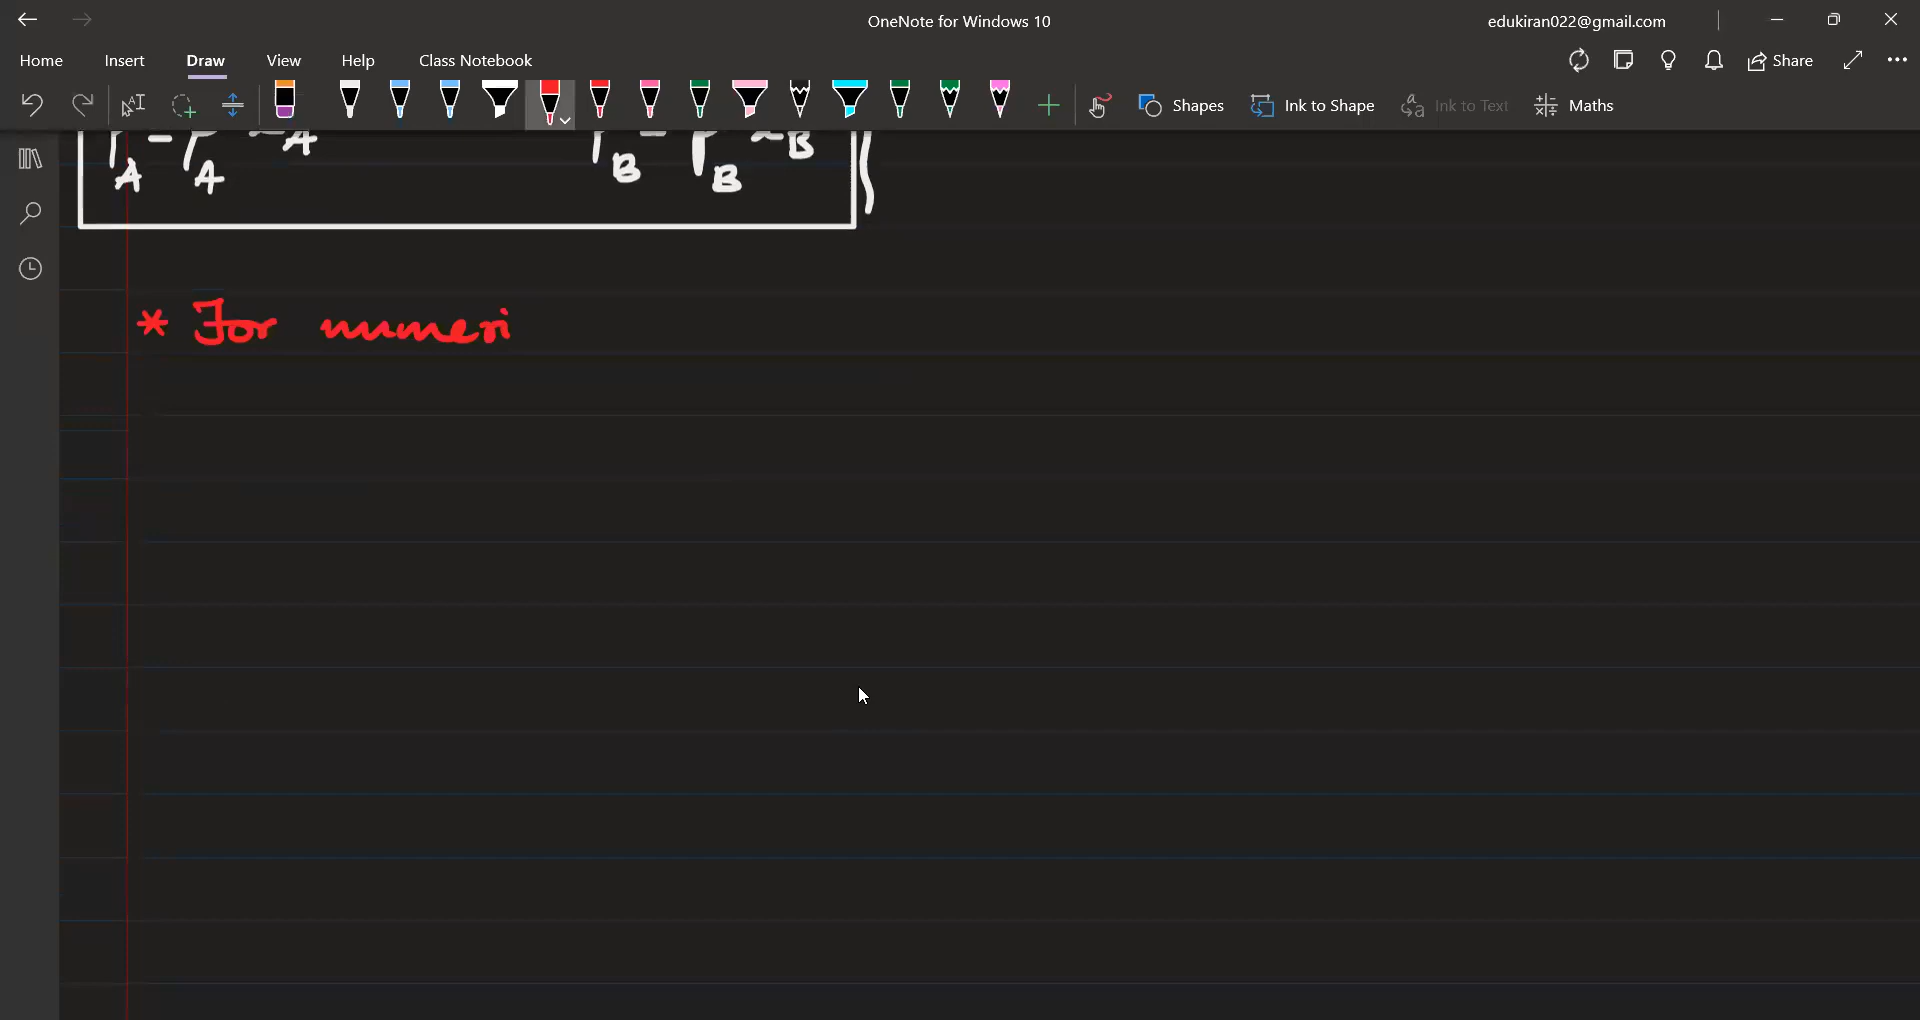 OneNote for Windows 10
edukiran022@gmail.com
Home Insert Draw View Help Class Notebook
Share
Shapes Ink to Shape Ink to Text Maths
A A A B B B
* For numeri